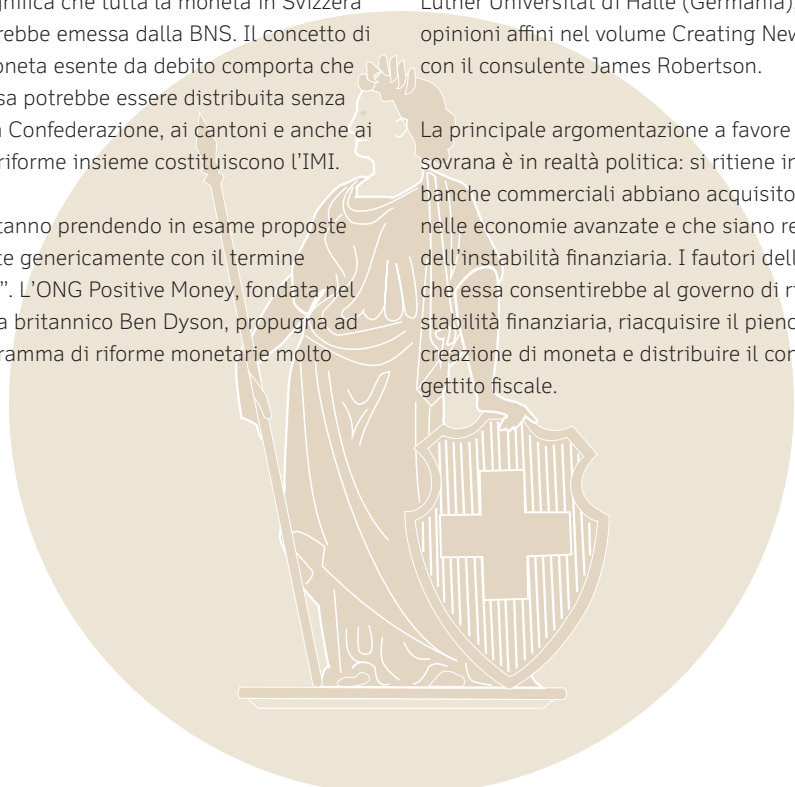 gnifica che tutta la moneta in Svizzera
rebbe emessa dalla BNS. Il concetto di
oneta esente da debito comporta che
sa potrebbe essere distribuita senza
Confederazione, ai cantoni e anche ai
riforme insieme costituiscono l’IMI.
tanno prendendo in esame proposte
te genericamente con il termine
”. L’ONG Positive Money, fondata nel
a britannico Ben Dyson, propugna ad
ramma di riforme monetarie molto
Luther Universität di Halle (Germania)
opinioni affini nel volume Creating New
con il consulente James Robertson.
La principale argomentazione a favore
sovrana è in realtà politica: si ritiene in
banche commerciali abbiano acquisito
nelle economie avanzate e che siano re
dell’instabilità finanziaria. I fautori dell
che essa consentirebbe al governo di ri
stabilità finanziaria, riacquisire il pieno
creazione di moneta e distribuire il con
gettito fiscale.